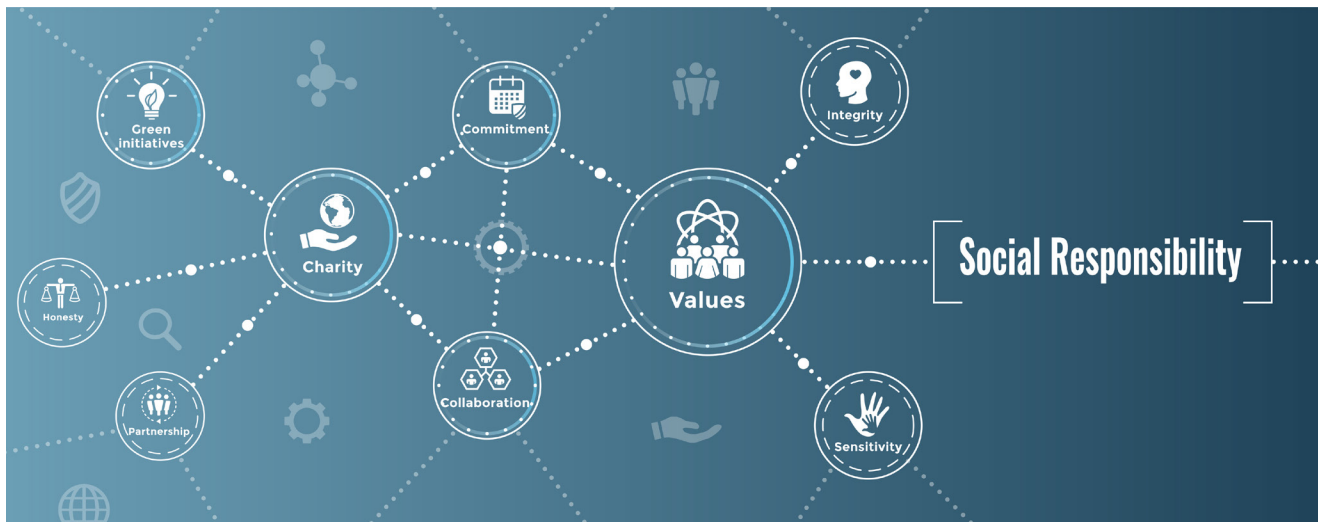 Green
initiatives
Commitment
Integrity
Charity
Values
Social Responsibility
Honesty
Partnership
Collaboration
Sensitivity